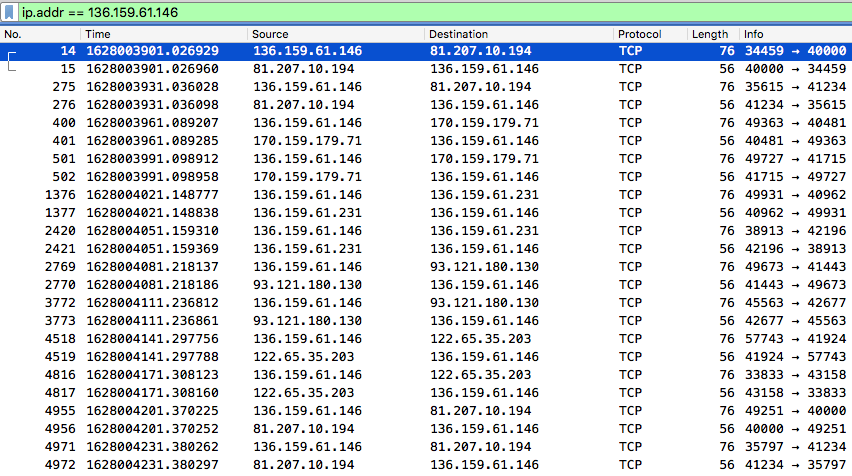 ip.addr == 136.159.61.146
No. Time Source Destination Protocol Length Info
14 1628003901.026929 136.159.61.146 81.207.10.194 TCP 76 34459 → 40000
15 1628003901.026960 81.207.10.194 136.159.61.146 TCP 56 40000 → 34459
275 1628003931.036028 136.159.61.146 81.207.10.194 TCP 76 35615 → 41234
276 1628003931.036098 81.207.10.194 136.159.61.146 TCP 56 41234 → 35615
400 1628003961.089207 136.159.61.146 170.159.179.71 TCP 76 49363 → 40481
401 1628003961.089285 170.159.179.71 136.159.61.146 TCP 56 40481 → 49363
501 1628003991.098912 136.159.61.146 170.159.179.71 TCP 76 49727 → 41715
502 1628003991.098958 170.159.179.71 136.159.61.146 TCP 56 41715 → 49727
1376 1628004021.148777 136.159.61.146 136.159.61.231 TCP 76 49931 → 40962
1377 1628004021.148838 136.159.61.231 136.159.61.146 TCP 56 40962 → 49931
2420 1628004051.159310 136.159.61.146 136.159.61.231 TCP 76 38913 → 42196
2421 1628004051.159369 136.159.61.231 136.159.61.146 TCP 56 42196 → 38913
2769 1628004081.218137 136.159.61.146 93.121.180.130 TCP 76 49673 → 41443
2770 1628004081.218186 93.121.180.130 136.159.61.146 TCP 56 41443 → 49673
3772 1628004111.236812 136.159.61.146 93.121.180.130 TCP 76 45563 → 42677
3773 1628004111.236861 93.121.180.130 136.159.61.146 TCP 56 42677 → 45563
4518 1628004141.297756 136.159.61.146 122.65.35.203 TCP 76 57743 → 41924
4519 1628004141.297788 122.65.35.203 136.159.61.146 TCP 56 41924 → 57743
4816 1628004171.308123 136.159.61.146 122.65.35.203 TCP 76 33833 → 43158
4817 1628004171.308160 122.65.35.203 136.159.61.146 TCP 56 43158 → 33833
4955 1628004201.370225 136.159.61.146 81.207.10.194 TCP 76 49251 → 40000
4956 1628004201.370252 81.207.10.194 136.159.61.146 TCP 56 40000 → 49251
4971 1628004231.380262 136.159.61.146 81.207.10.194 TCP 76 35797 → 41234
4972 1628004231.380297 81.207.10.194 136.159.61.146 TCP 56 41234 → 35797